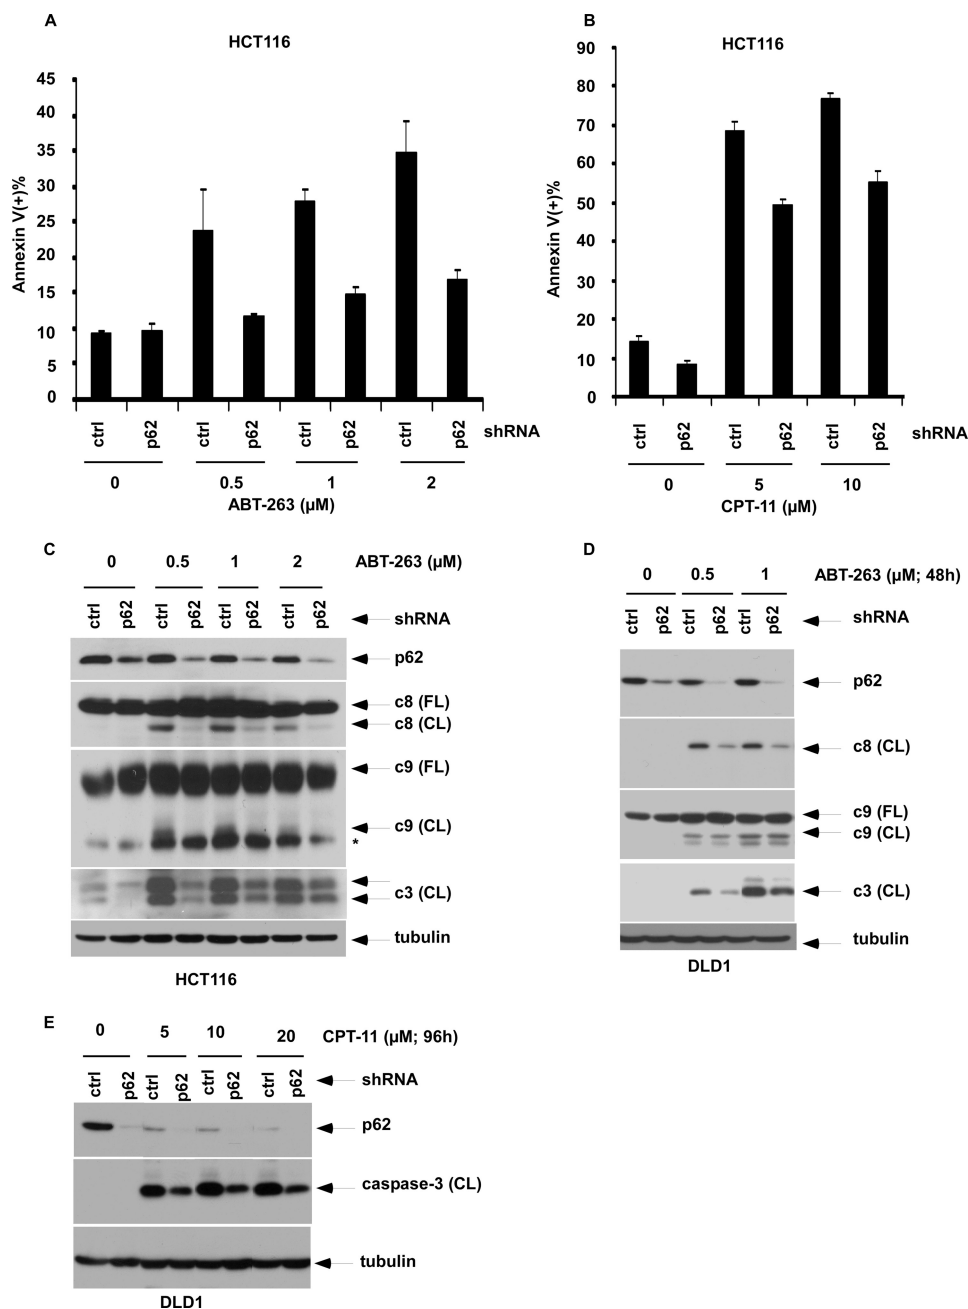 A
HCT116
Annexin V(+)%
45
40
35
30
25
20
15
10
5
0
ctrl p62 ctrl p62 ctrl p62 ctrl p62 shRNA
0 0.5 1 2
ABT-263 (µM)
B
HCT116
Annexin V(+)%
90
80
70
60
50
40
30
20
10
0
ctrl p62 ctrl p62 ctrl p62 shRNA
0 5 10
CPT-11 (µM)
C
0 0.5 1 2 ABT-263 (µM)
ctrl p62 ctrl p62 ctrl p62 ctrl p62 shRNA
p62
c8 (FL)
c8 (CL)
c9 (FL)
c9 (CL)
*
c3 (CL)
tubulin
HCT116
D
0 0.5 1 ABT-263 (µM; 48h)
ctrl p62 ctrl p62 ctrl p62 shRNA
p62
c8 (CL)
c9 (FL)
c9 (CL)
c3 (CL)
tubulin
DLD1
E
0 5 10 20 CPT-11 (µM; 96h)
ctrl p62 ctrl p62 ctrl p62 ctrl p62 shRNA
p62
caspase-3 (CL)
tubulin
DLD1